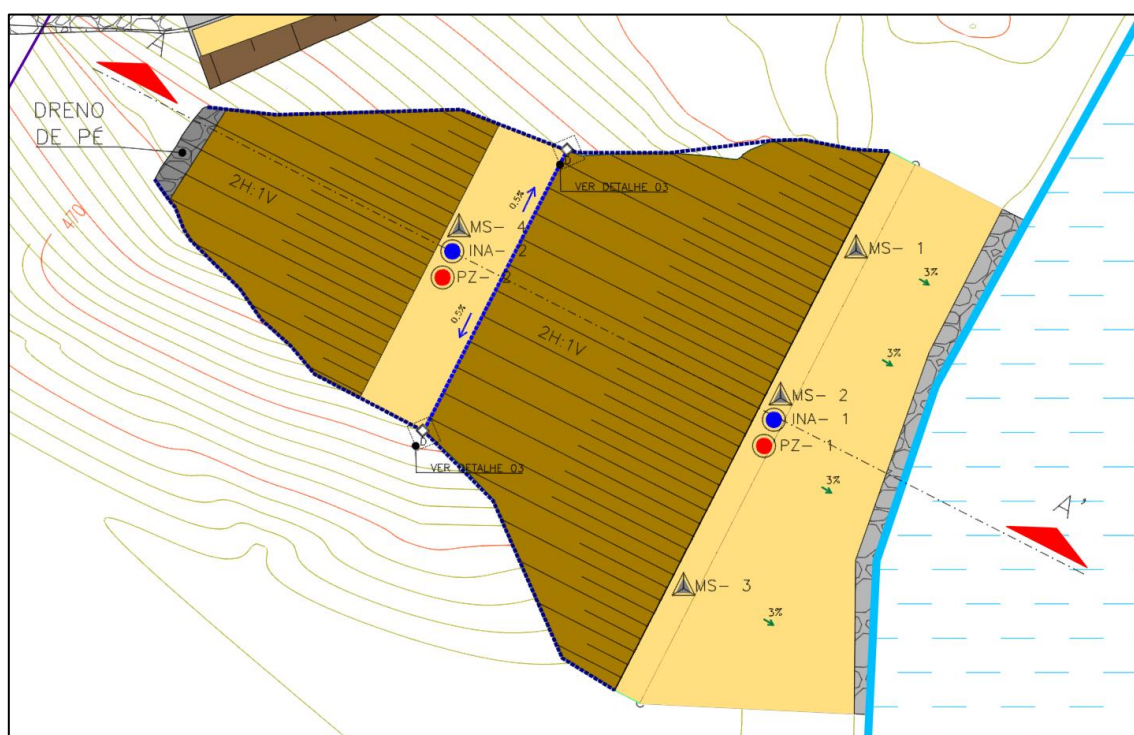 A
DRENO
DE PÉ
470
2H:1V
0.5%
VER DETALHE 03
MS- 4
INA- 2
PZ- 2
0.5%
2H:1V
D
VER DETALHE 03
MS- 1
3%
3%
MS- 2
INA- 1
PZ- 1
3%
A'
MS- 3
3%